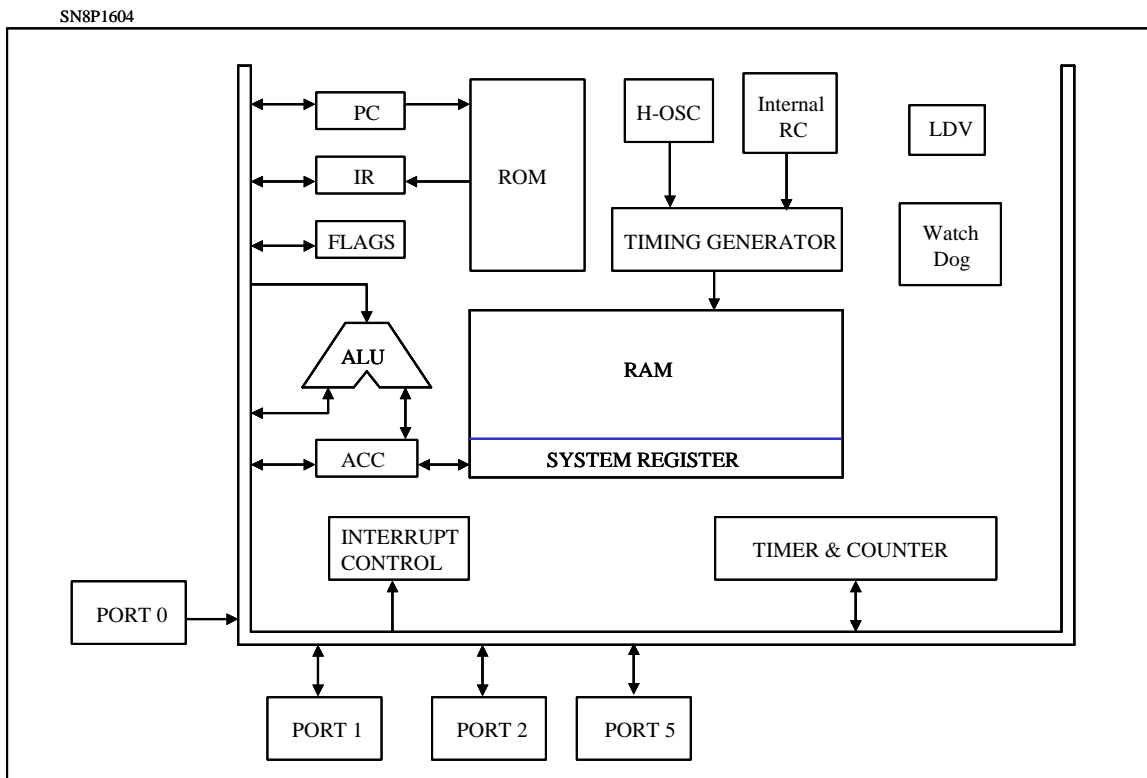 SN8P1604
PC
ROM
H-OSC
Internal
RC
LDV
IR
FLAGS
TIMING GENERATOR
Watch
Dog
ALU
RAM
ACC
SYSTEM REGISTER
INTERRUPT
CONTROL
TIMER & COUNTER
PORT 0
PORT 1
PORT 2
PORT 5